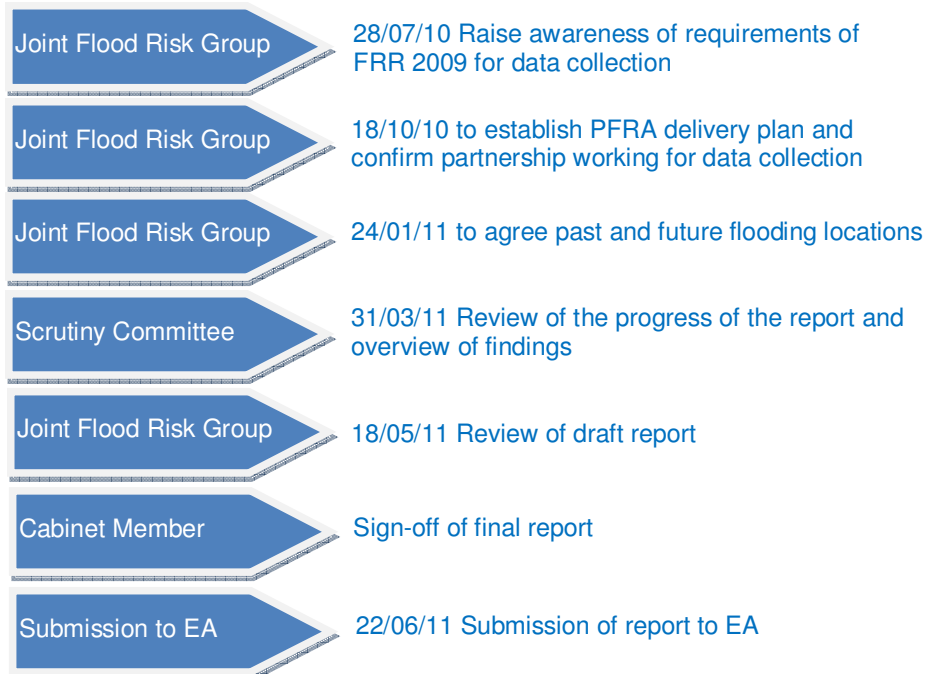 Joint Flood Risk Group
28/07/10 Raise awareness of requirements of
FRR 2009 for data collection
Joint Flood Risk Group
18/10/10 to establish PFRA delivery plan and
confirm partnership working for data collection
Joint Flood Risk Group
24/01/11 to agree past and future flooding locations
Scrutiny Committee
31/03/11 Review of the progress of the report and
overview of findings
Joint Flood Risk Group
18/05/11 Review of draft report
Cabinet Member
Sign-off of final report
Submission to EA
22/06/11 Submission of report to EA